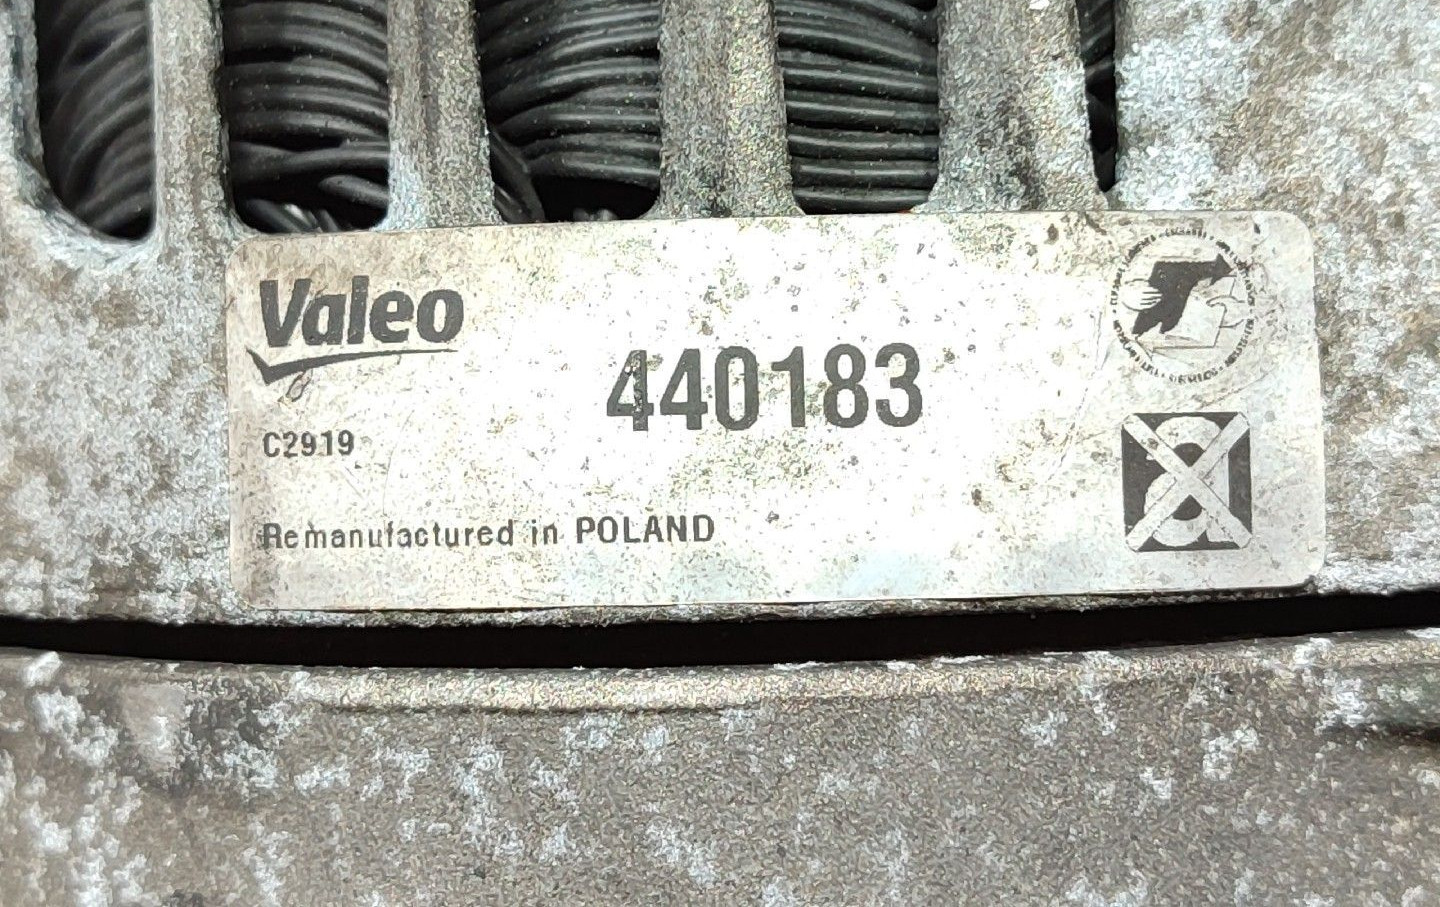 Valeo
440183
C2919
Remanufactured in POLAND